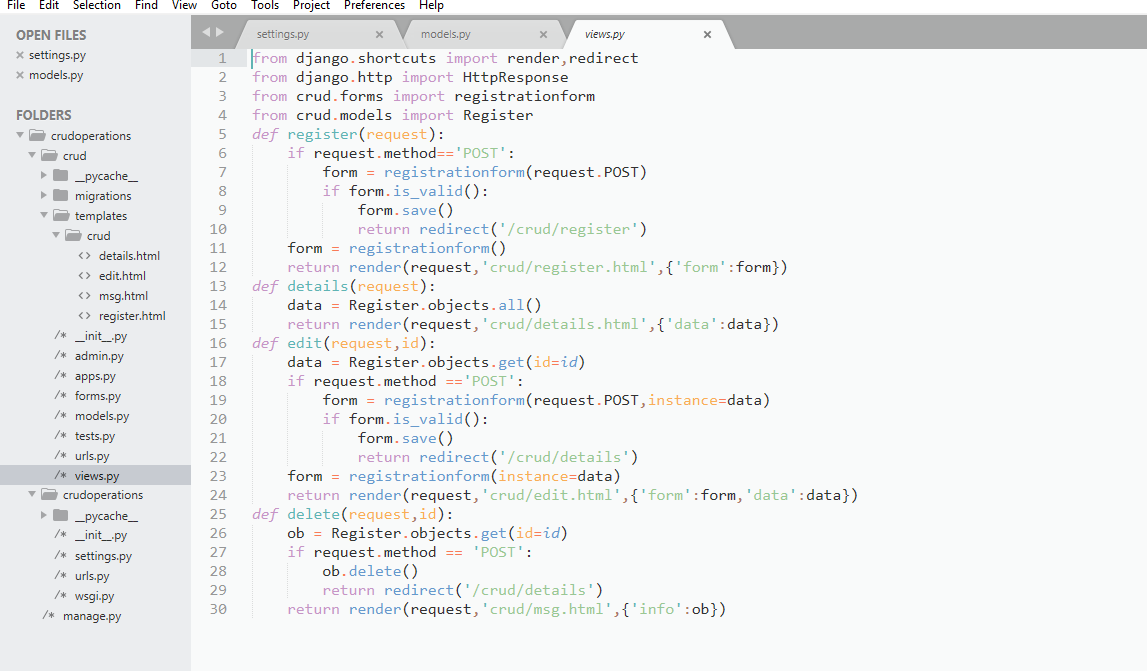 File Edit Selection Find View Goto Tools Project Preferences Help
OPEN FILES
settings.py
models.py
FOLDERS
crudoperations
crud
__pycache__
migrations
templates
crud
details.html
edit.html
msg.html
register.html
__init__.py
admin.py
apps.py
forms.py
models.py
tests.py
urls.py
views.py
crudoperations
__pycache__
__init__.py
settings.py
urls.py
wsgi.py
manage.py
settings.py models.py views.py
1 from django.shortcuts import render,redirect
2 from django.http import HttpResponse
3 from crud.forms import registrationform
4 from crud.models import Register
5 def register(request):
6     if request.method=='POST':
7         form = registrationform(request.POST)
8         if form.is_valid():
9             form.save()
10             return redirect('/crud/register')
11     form = registrationform()
12     return render(request,'crud/register.html',{'form':form})
13 def details(request):
14     data = Register.objects.all()
15     return render(request,'crud/details.html',{'data':data})
16 def edit(request,id):
17     data = Register.objects.get(id=id)
18     if request.method =='POST':
19         form = registrationform(request.POST,instance=data)
20         if form.is_valid():
21             form.save()
22             return redirect('/crud/details')
23     form = registrationform(instance=data)
24     return render(request,'crud/edit.html',{'form':form,'data':data})
25 def delete(request,id):
26     ob = Register.objects.get(id=id)
27     if request.method == 'POST':
28         ob.delete()
29         return redirect('/crud/details')
30     return render(request,'crud/msg.html',{'info':ob})